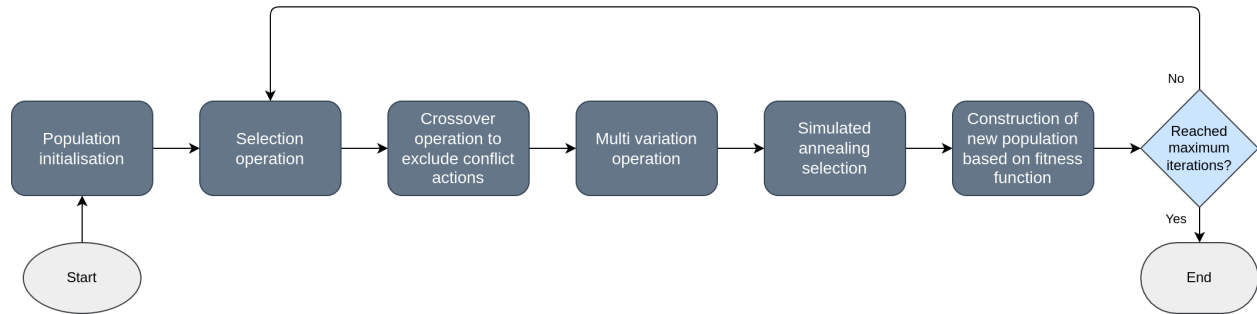 Population
initialisation
Selection
operation
Crossover
operation to
exclude conflict
actions
Multi variation
operation
Simulated
annealing
selection
Construction of
new population
based on fitness
function
No
Reached
maximum
iterations?
Yes
Start
End